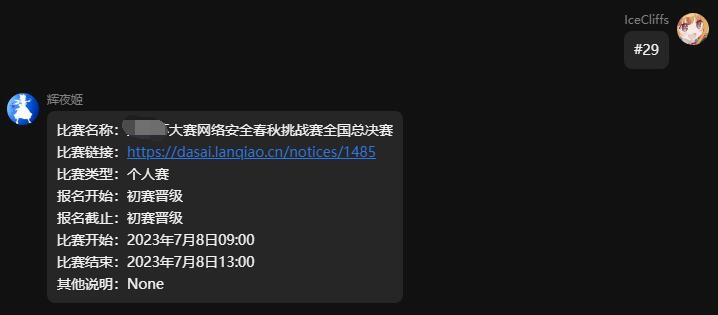 IceCliffs
#29
辉夜姬
比赛名称：大赛网络安全春秋挑战赛全国总决赛
比赛链接：https://dasai.lanqiao.cn/notices/1485
比赛类型：个人赛
报名开始：初赛晋级
报名截止：初赛晋级
比赛开始：2023年7月8日09:00
比赛结束：2023年7月8日13:00
其他说明：None